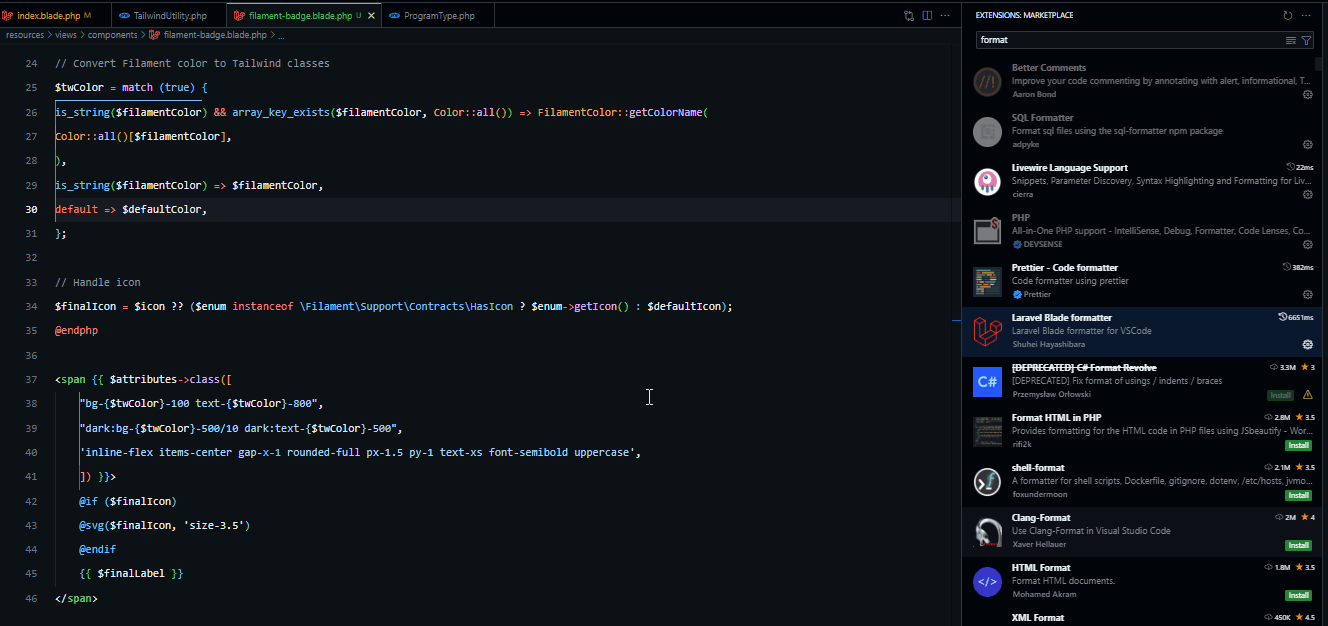 index.blade.php M
TailwindUtility.php
filament-badge.blade.php U
ProgramType.php
resources > views > components > filament-badge.blade.php > ...
24 // Convert Filament color to Tailwind classes
25 $twColor = match (true) {
26 is_string($filamentColor) && array_key_exists($filamentColor, Color::all()) => FilamentColor::getColorName(
27 Color::all()[$filamentColor],
28 ),
29 is_string($filamentColor) => $filamentColor,
30 default => $defaultColor,
31 };
32
33 // Handle icon
34 $finalIcon = $icon ?? ($enum instanceof \Filament\Support\Contracts\HasIcon ? $enum->getIcon() : $defaultIcon);
35 @endphp
36
37 <span {{ $attributes->class([
38 "bg-{$twColor}-100 text-{$twColor}-800",
39 "dark:bg-{$twColor}-500/10 dark:text-{$twColor}-500",
40 'inline-flex items-center gap-x-1 rounded-full px-1.5 py-1 text-xs font-semibold uppercase',
41 ]) }}>
42 @if ($finalIcon)
43 @svg($finalIcon, 'size-3.5')
44 @endif
45 {{ $finalLabel }}
46 </span>
EXTENSIONS: MARKETPLACE
format
Better Comments
Improve your code commenting by annotating with alert, informational, T...
Aaron Bond
SQL Formatter
Format sql files using the sql-formatter npm package
adpyke
Livewire Language Support 22ms
Snippets, Parameter Discovery, Syntax Highlighting and Formatting for Liv...
cierra
PHP
All-in-One PHP support - IntelliSense, Debug, Formatter, Code Lenses, Co...
DEVSENSE
Prettier - Code formatter 382ms
Code formatter using prettier
Prettier
Laravel Blade formatter 6651ms
Laravel Blade formatter for VSCode
Shuhei Hayashibara
C#
[DEPRECATED] C# Format Revolve 3.3M 3
[DEPRECATED] Fix format of usings / indents / braces
Przemysław Orłowski Install
Format HTML in PHP 2.8M 3.5
Provides formatting for the HTML code in PHP files using JSbeautify - Wor...
rifi2k Install
shell-format 2.1M 3.5
A formatter for shell scripts, Dockerfile, gitignore, dotenv, /etc/hosts, jvmo...
foxundermoon Install
Clang-Format 2M 4
Use Clang-Format in Visual Studio Code
Xaver Hellauer Install
</>
HTML Format 1.8M 3.5
Format HTML documents.
Mohamed Akram Install
XML Format 450K 4.5